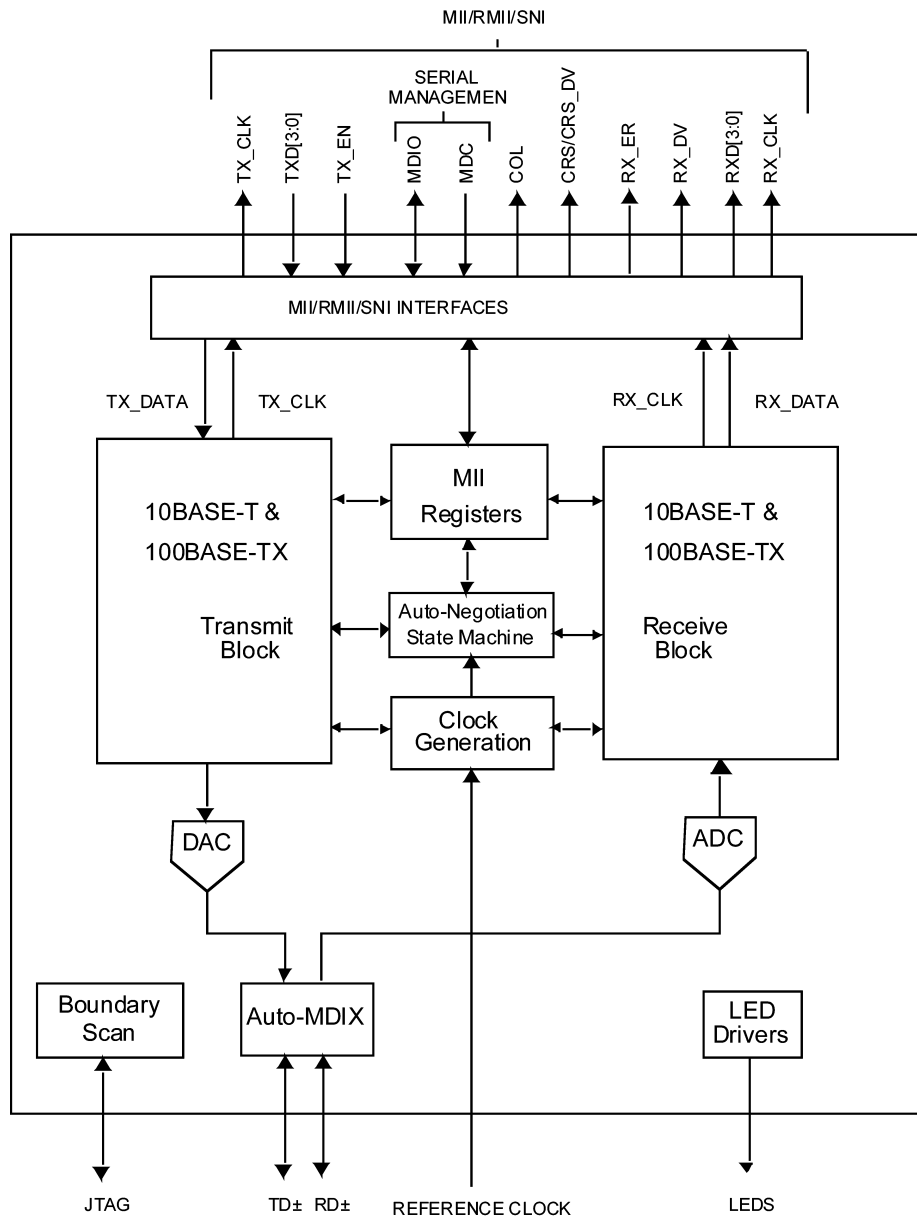 MII/RMII/SNI
SERIAL
MANAGEMEN
TX_CLK
TXD[3:0]
TX_EN
MDIO
MDC
COL
CRS/CRS_DV
RX_ER
RX_DV
RXD[3:0]
RX_CLK
MII/RMII/SNI INTERFACES
TX_DATA
TX_CLK
RX_CLK
RX_DATA
10BASE-T &
100BASE-TX
Transmit
Block
MII
Registers
Auto-Negotiation
State Machine
Clock
Generation
10BASE-T &
100BASE-TX
Receive
Block
DAC
ADC
Boundary
Scan
Auto-MDIX
LED
Drivers
JTAG
TD±
RD±
REFERENCE CLOCK
LEDS